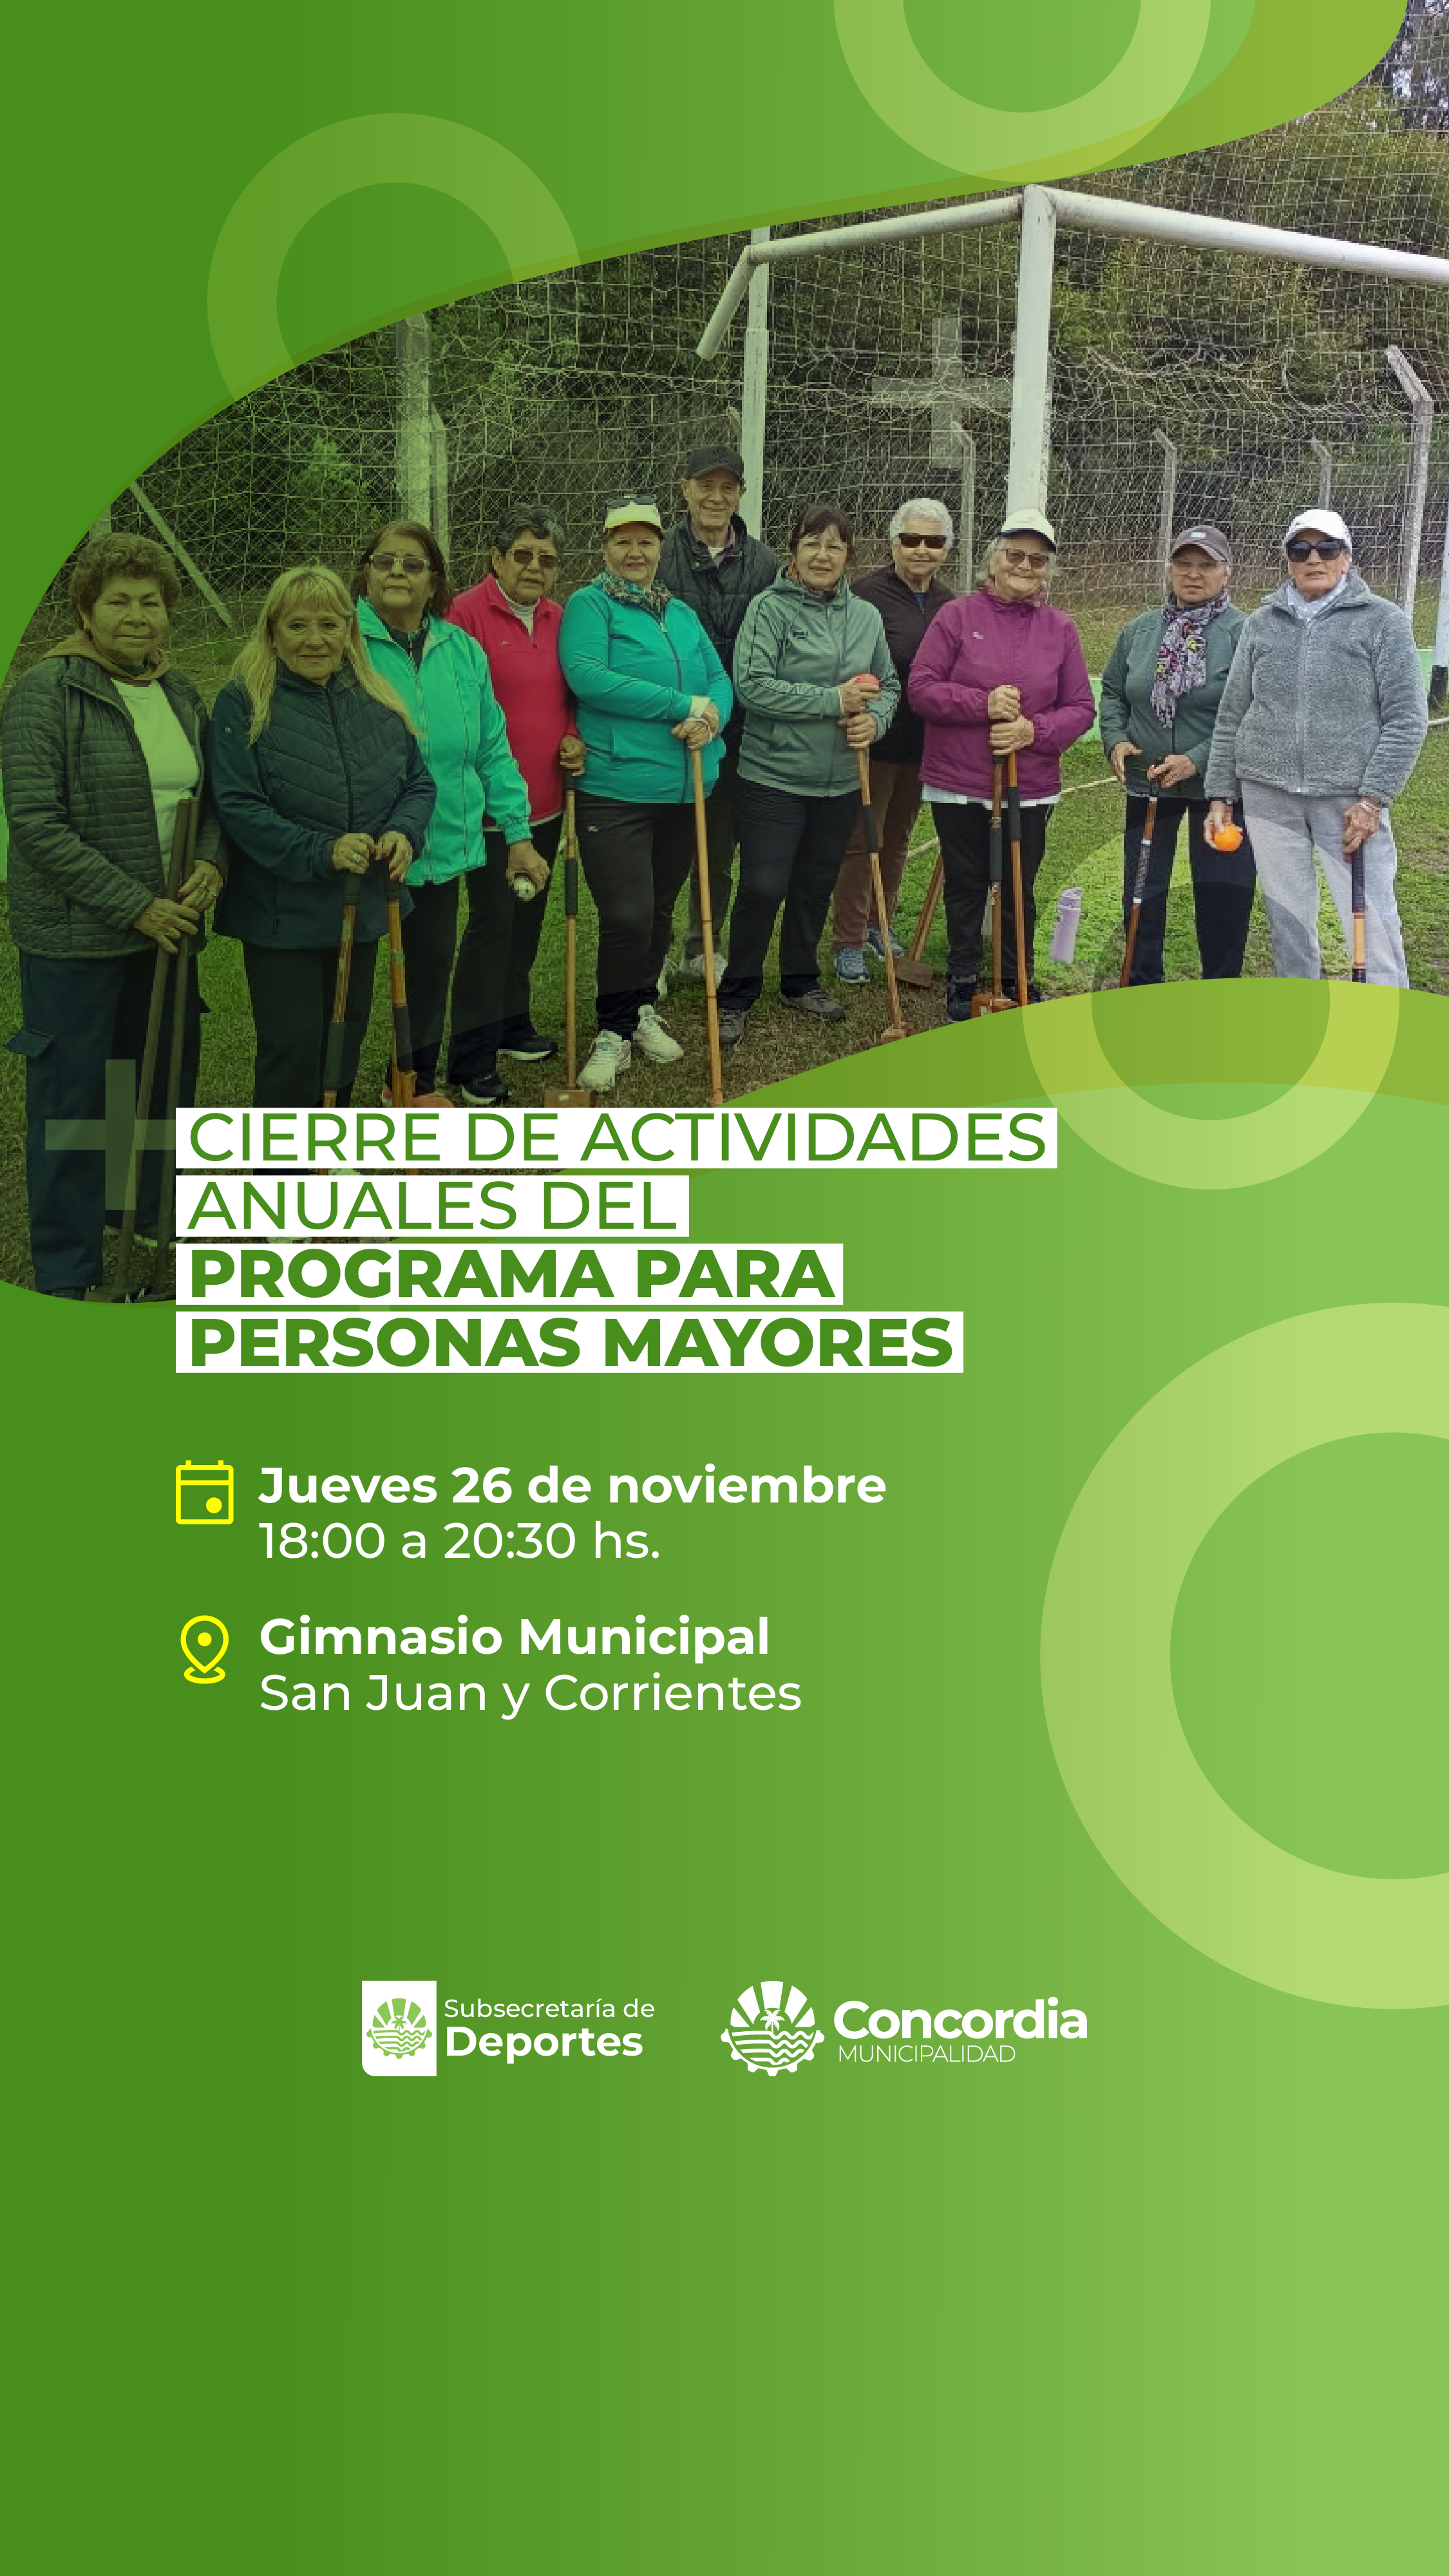 CIERRE DE ACTIVIDADES
ANUALES DEL
PROGRAMA PARA
PERSONAS MAYORES
Jueves 26 de noviembre
18:00 a 20:30 hs.
Gimnasio Municipal
San Juan y Corrientes
Subsecretaría de
Deportes
Concordia
MUNICIPALIDAD